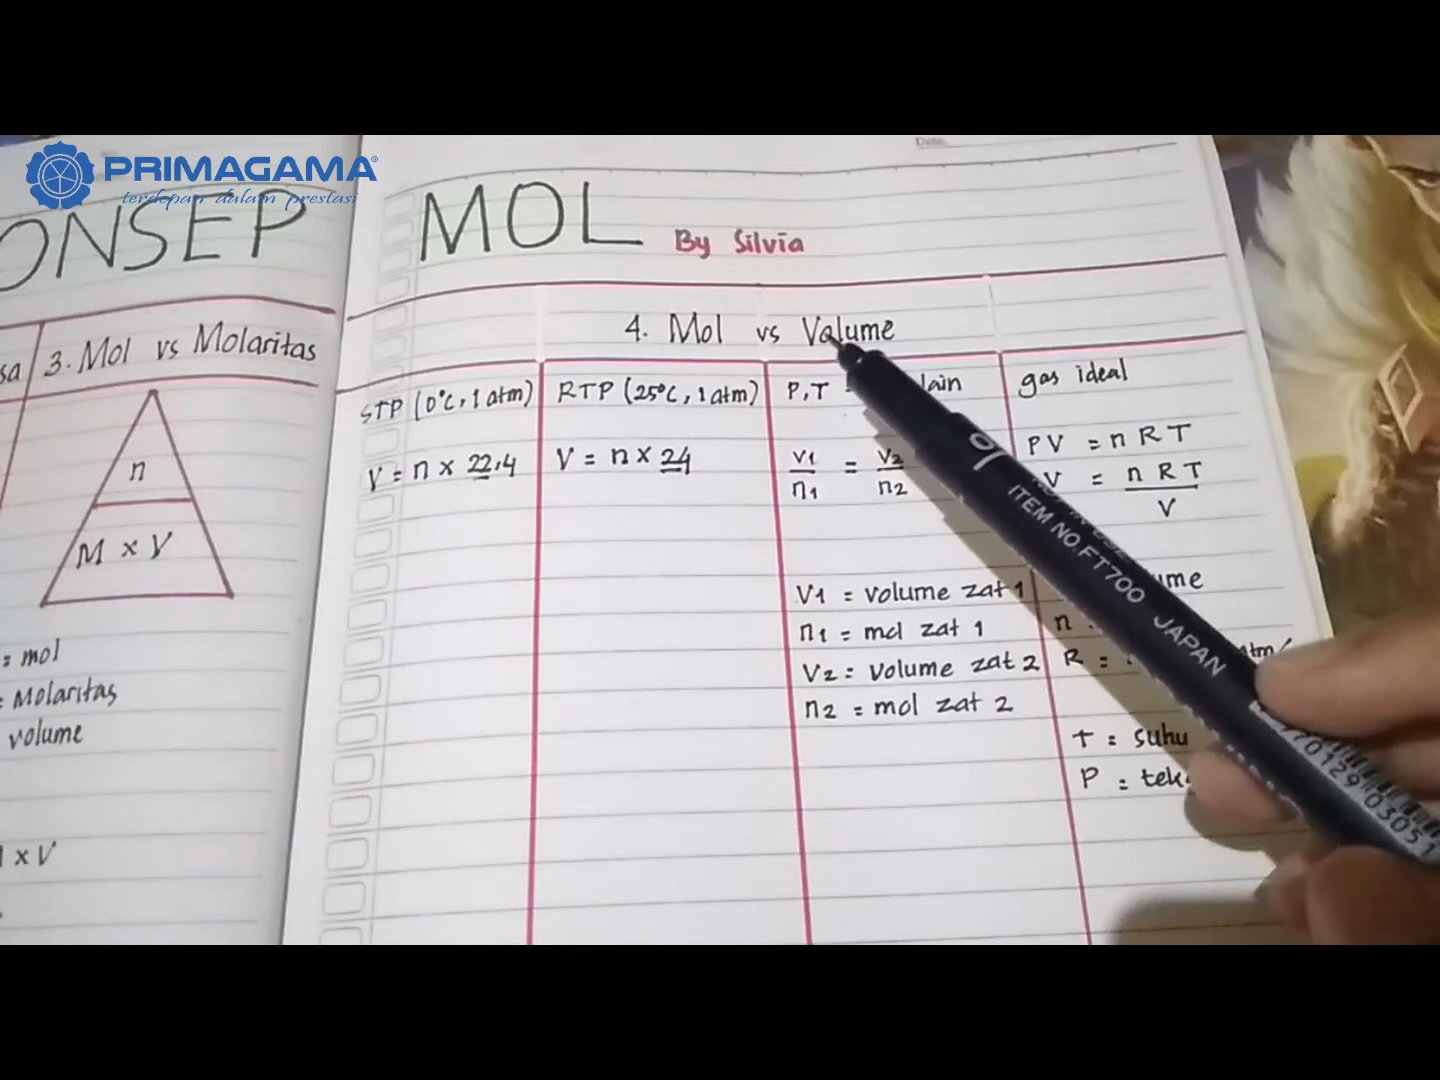 PRIMAGAMA®
terdepan dalam prestasi
ONSEP MOL
By Silvia
3. Mol vs Molaritas
n
M x V
= mol
= Molaritas
volume
x V
4. Mol vs Volume
STP (0°C, 1 atm)
V = n x 22.4
RTP (25°C, 1 atm)
V = n x 24
P, T
lain
V1 = V2
n1 n2
V1 = volume zat 1
n1 = mol zat 1
V2 = volume zat 2
n2 = mol zat 2
gas ideal
PV = n R T
V = n R T
V
n
R =
T = suhu
P =
ITEM NO.FT700 JAPAN